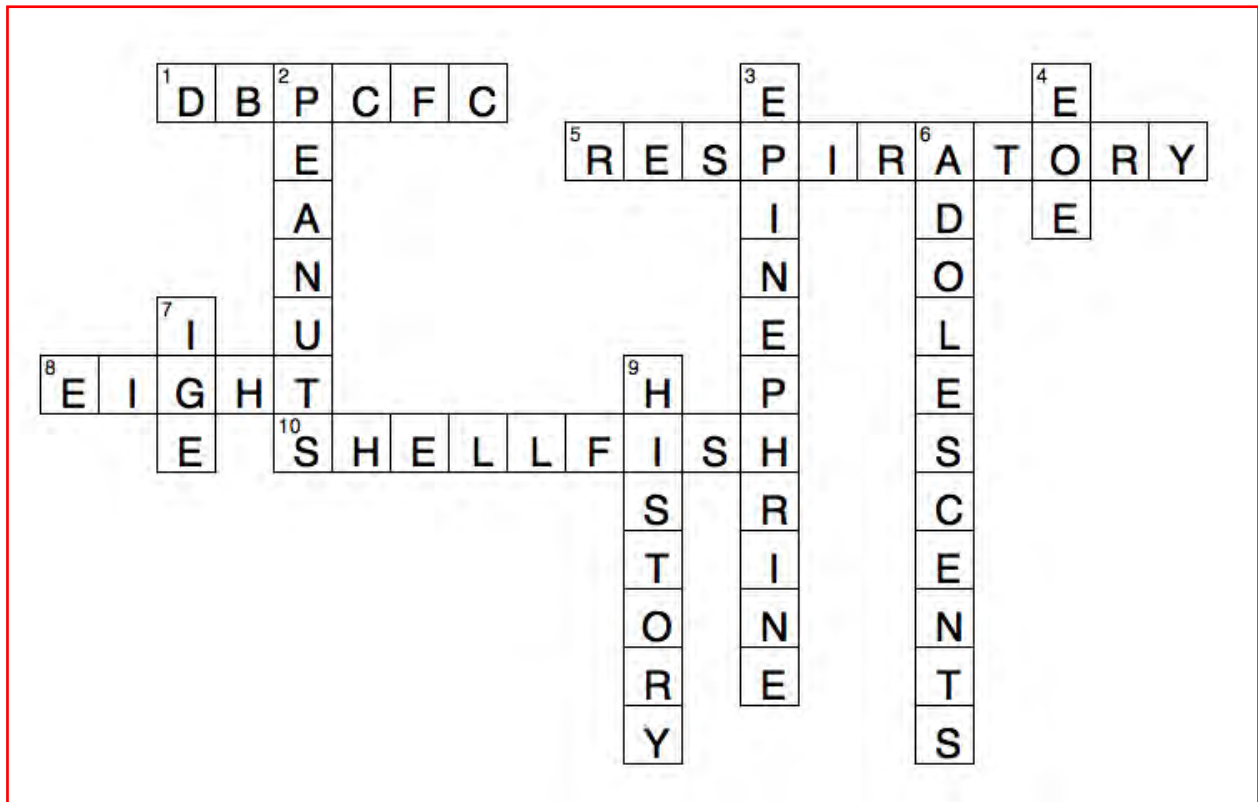 1 D B 2 P C F C 3 E 4 E
E 5 R E S P I R 6 A T O R Y
A I D E
N N O
7 I U E L
8 E I G H T 9 H P E
E 10 S H E L L F I S H S
S R C
T I E
O N N
R E T
Y S